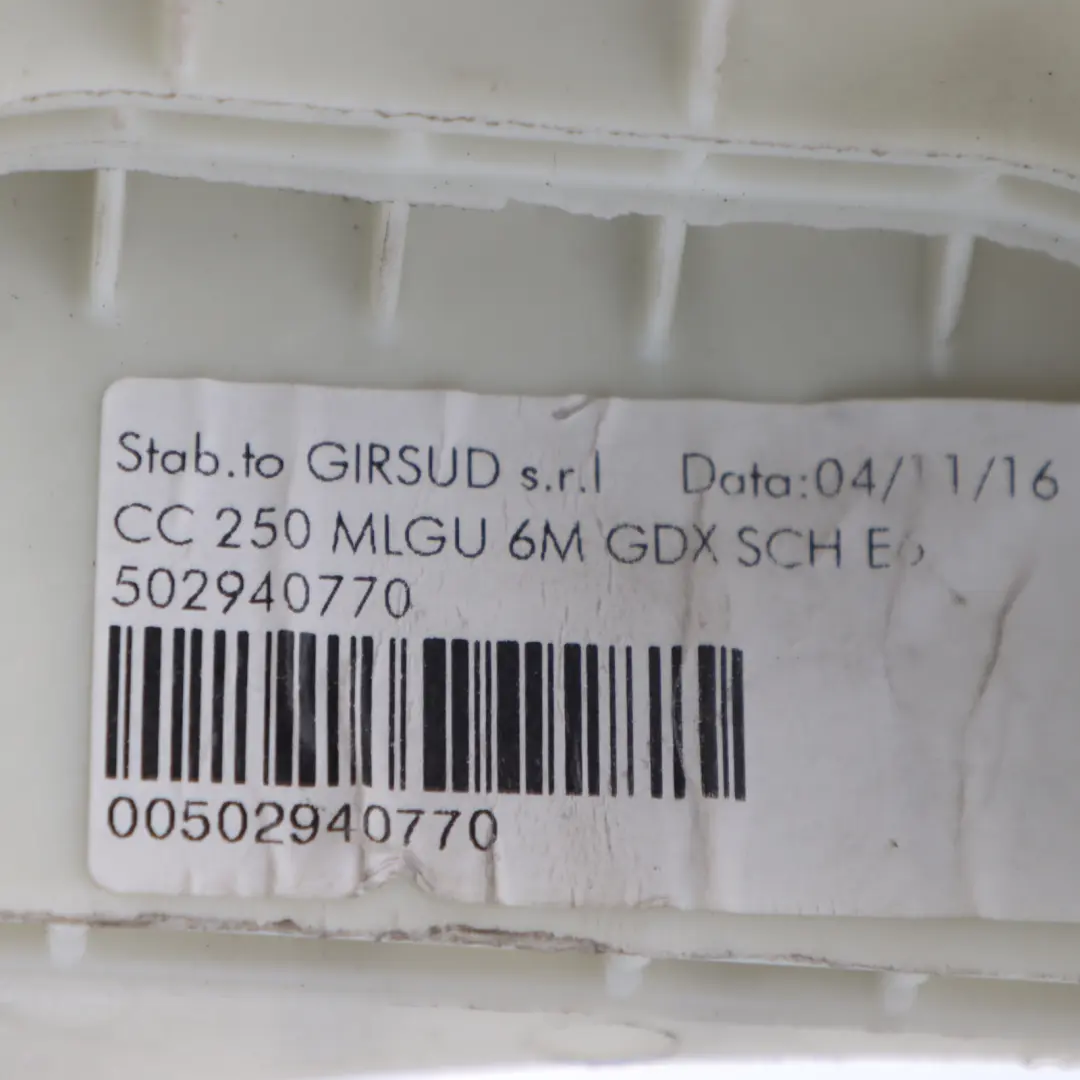 Stab.to GIRSUD s.r.l Data:04/11/16
CC 250 MLGU 6M GDX SCH E6
502940770
00502940770